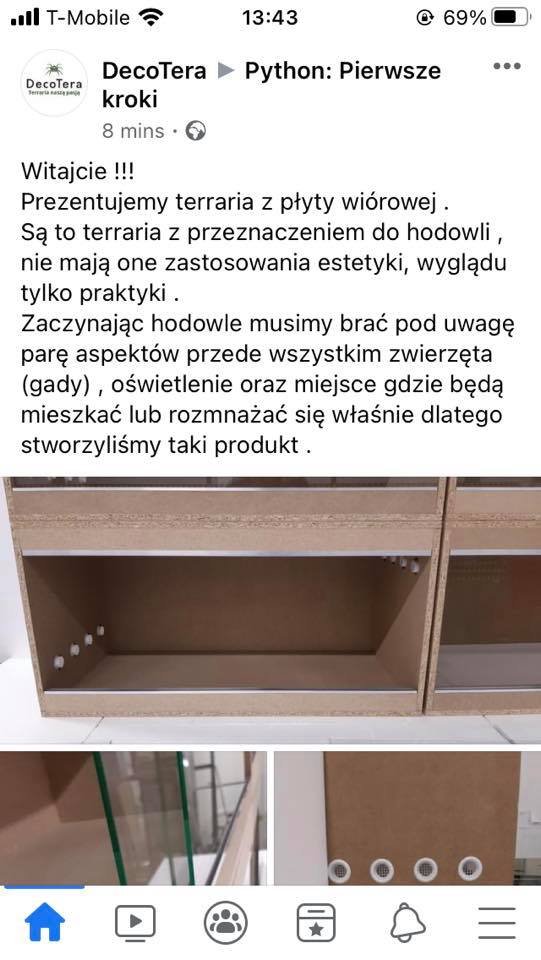 T-Mobile 13:43 69%
DecoTera
Terraria naszą pasją
DecoTera ▶ Python: Pierwsze
kroki
8 mins ·
Witajcie !!!
Prezentujemy terraria z płyty wiórowej .
Są to terraria z przeznaczeniem do hodowli ,
nie mają one zastosowania estetyki, wyglądu
tylko praktyki .
Zaczynając hodowle musimy brać pod uwagę
parę aspektów przede wszystkim zwierzęta
(gady) , oświetlenie oraz miejsce gdzie będą
mieszkać lub rozmnażać się właśnie dlatego
stworzyliśmy taki produkt .